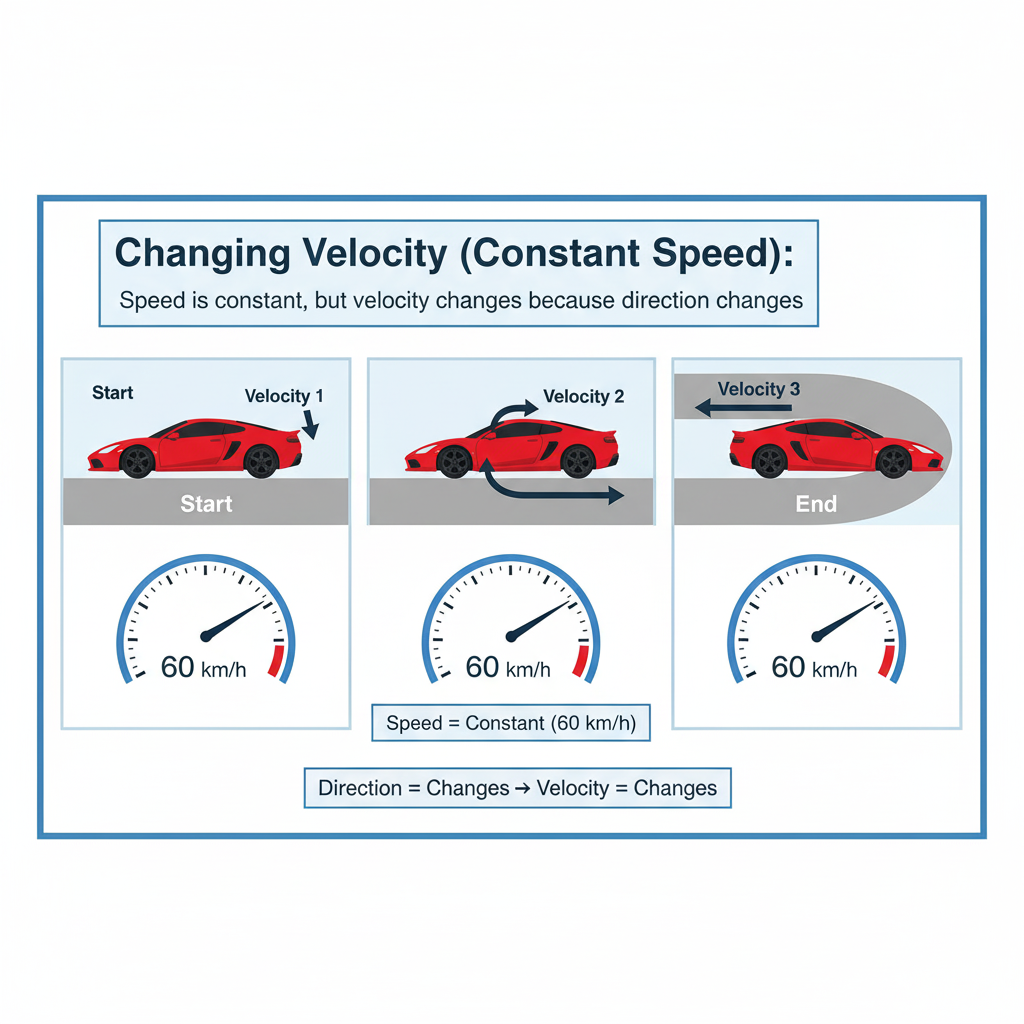 Changing Velocity (Constant Speed):
Speed is constant, but velocity changes because direction changes
Start
Velocity 1
Start
60 km/h
Velocity 2
60 km/h
Velocity 3
End
60 km/h
Speed = Constant (60 km/h)
Direction = Changes → Velocity = Changes